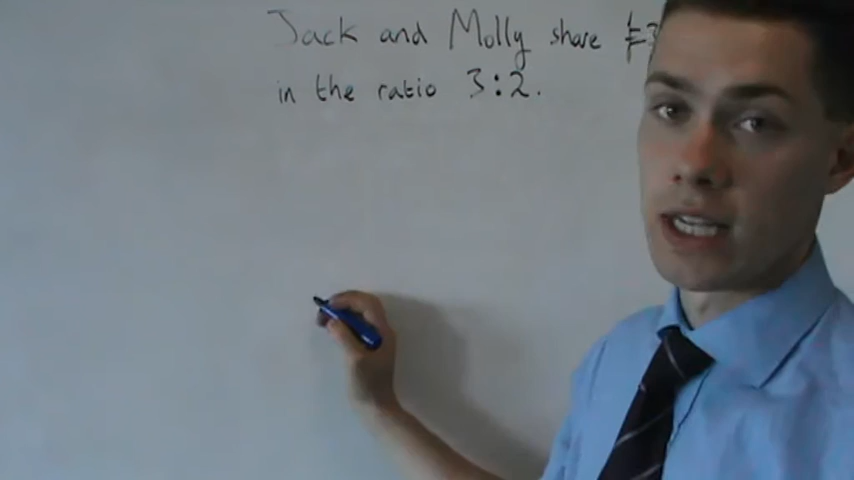 Jack and Molly share £3
in the ratio 3:2.